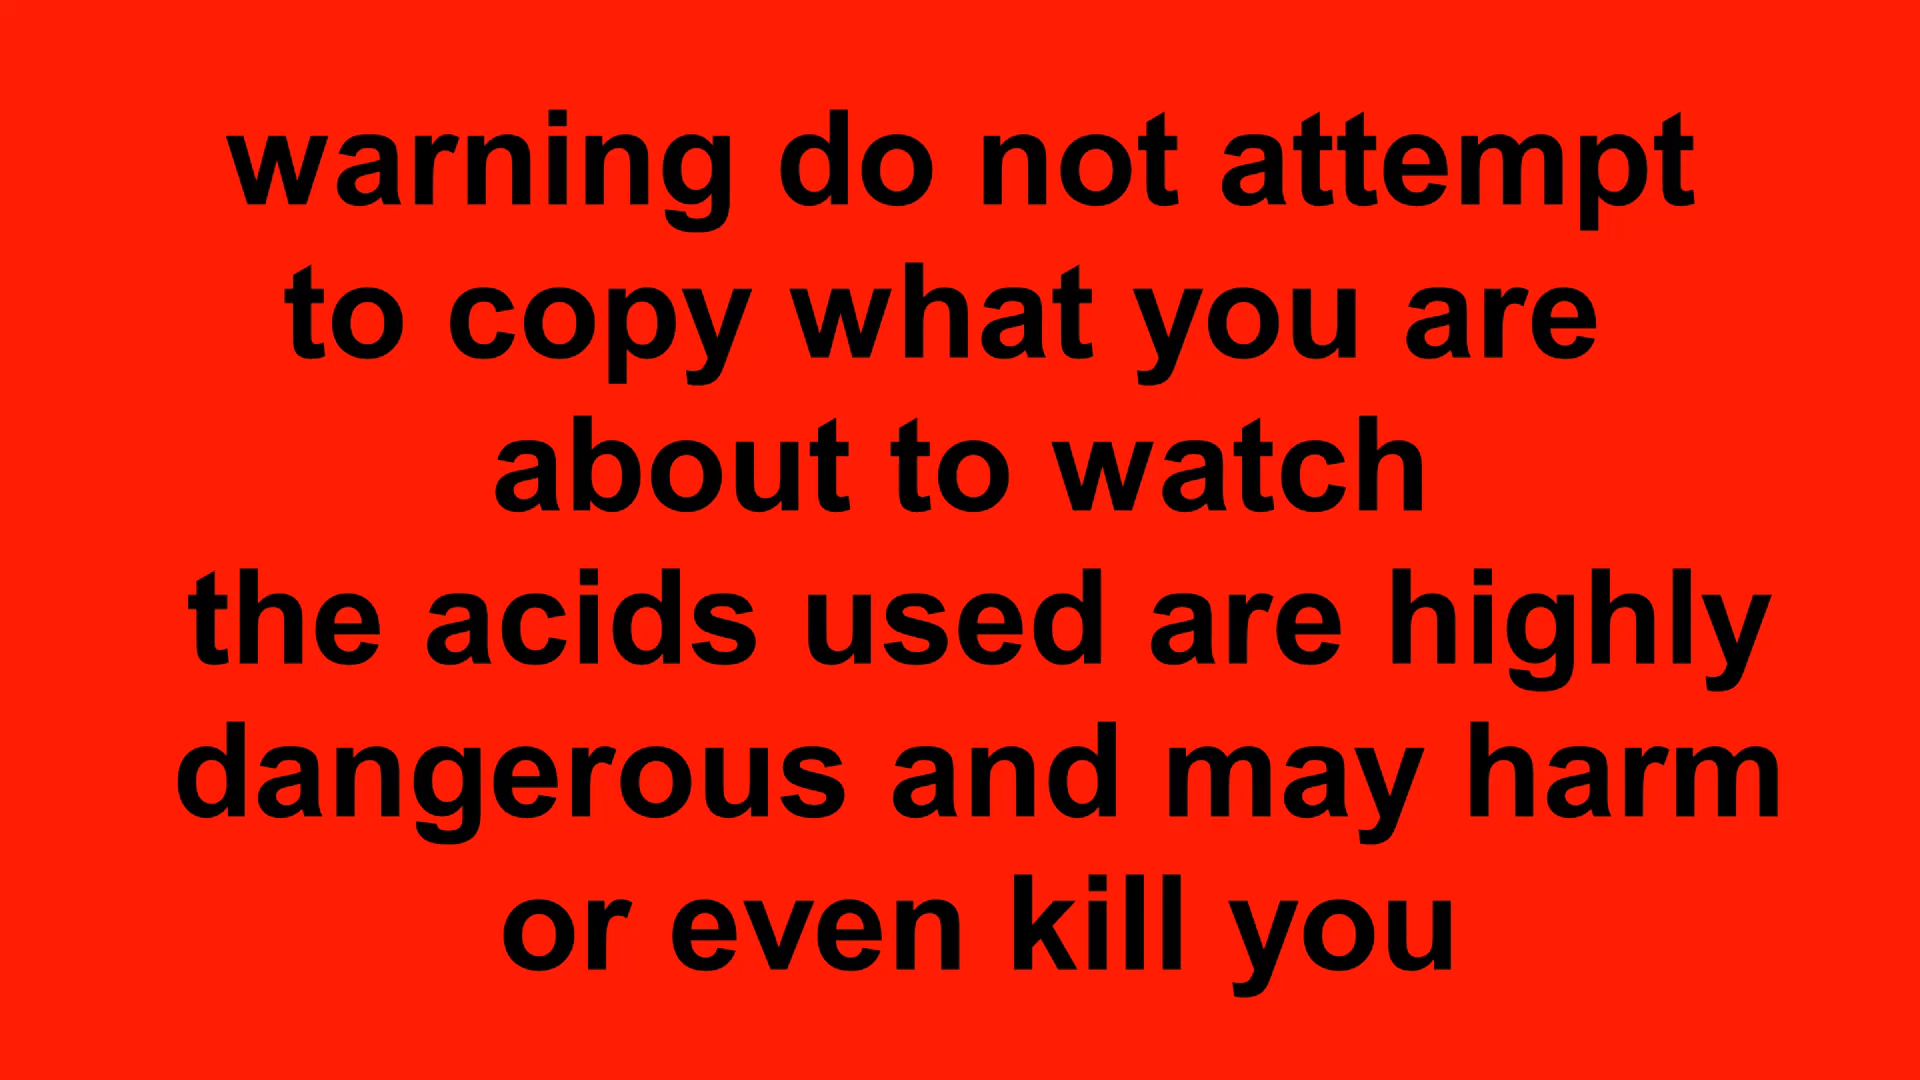 warning do not attempt
to copy what you are
about to watch
the acids used are highly
dangerous and may harm
or even kill you